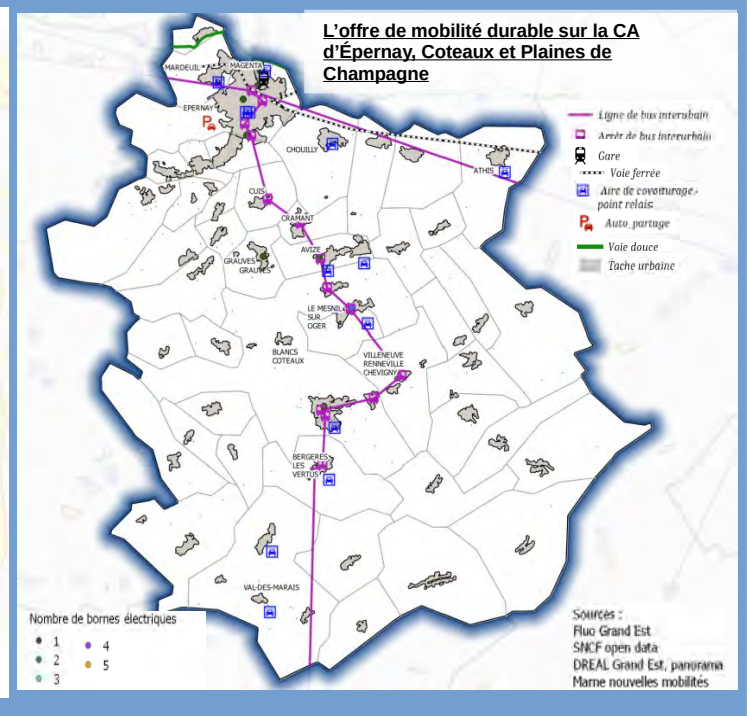 L'offre de mobilité durable sur la CA
d'Épernay, Coteaux et Plaines de
Champagne
MARDEUIL
MAGENTA
EPERNAY
CHOUILLY
ATHIS
CUIS
CRAMANT
AVIZE
GRAUVES
GRAUVES
LE MESNIL
SUR
OGER
BLANCS
COTEAUX
VILLENEUVE
RENNEVILLE
CHEVIGNY
BERGERES
LES
VERTUS
VAL-DES-MARAIS
Ligne de bus interurbain
Arrêt de bus interurbain
Gare
Voie ferrée
Aire de covoiturage,
point relais
Auto partage
Voie douce
Tache urbaine
Nombre de bornes électriques
1
2
3
4
5
Sources :
Fluo Grand Est
SNCF open data
DREAL Grand Est, panorama
Marne nouvelles mobilités